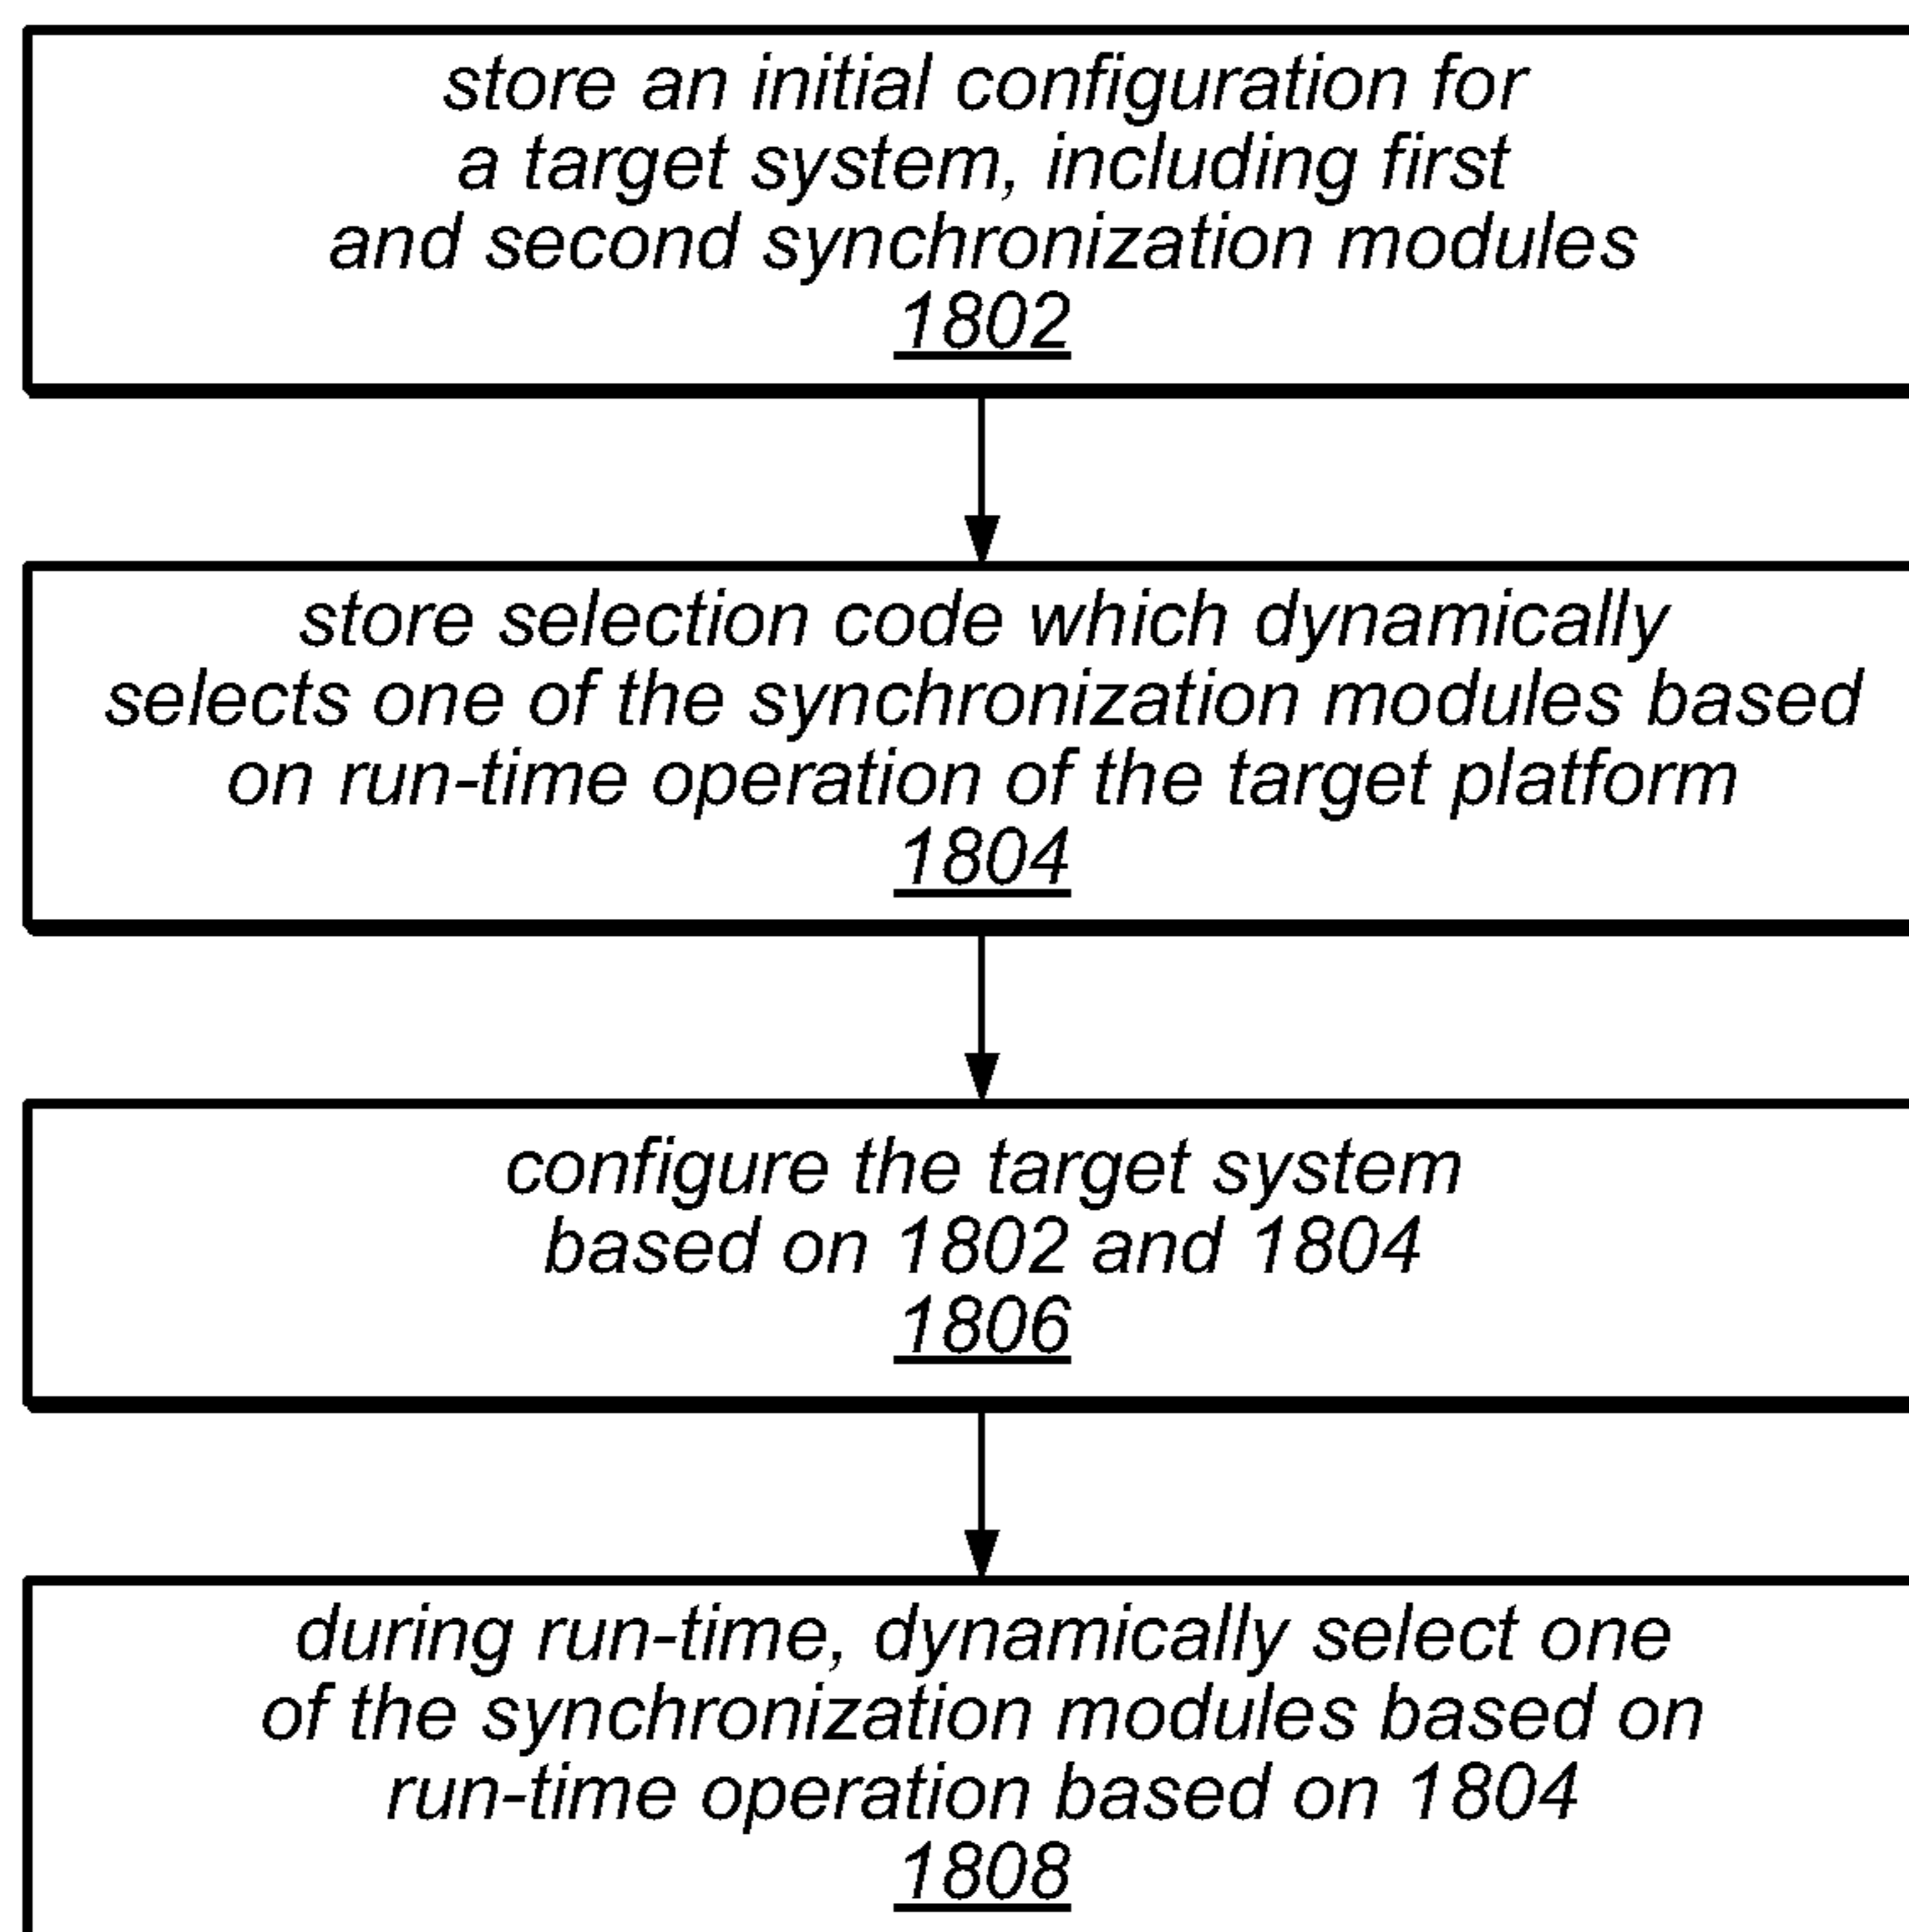 store an initial configuration for
a target system, including first
and second synchronization modules
1802
store selection code which dynamically
selects one of the synchronization modules based
on run-time operation of the target platform
1804
configure the target system
based on 1802 and 1804
1806
during run-time, dynamically select one
of the synchronization modules based on
run-time operation based on 1804
1808